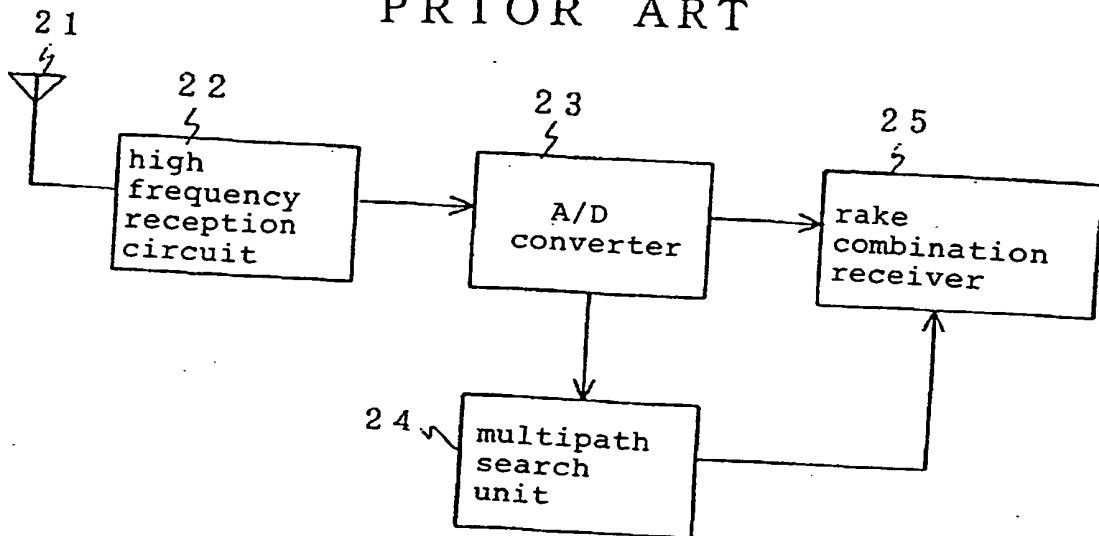 PRIOR ART
21
22
23
25
high
frequency
reception
circuit
A/D
converter
rake
combination
receiver
24
multipath
search
unit